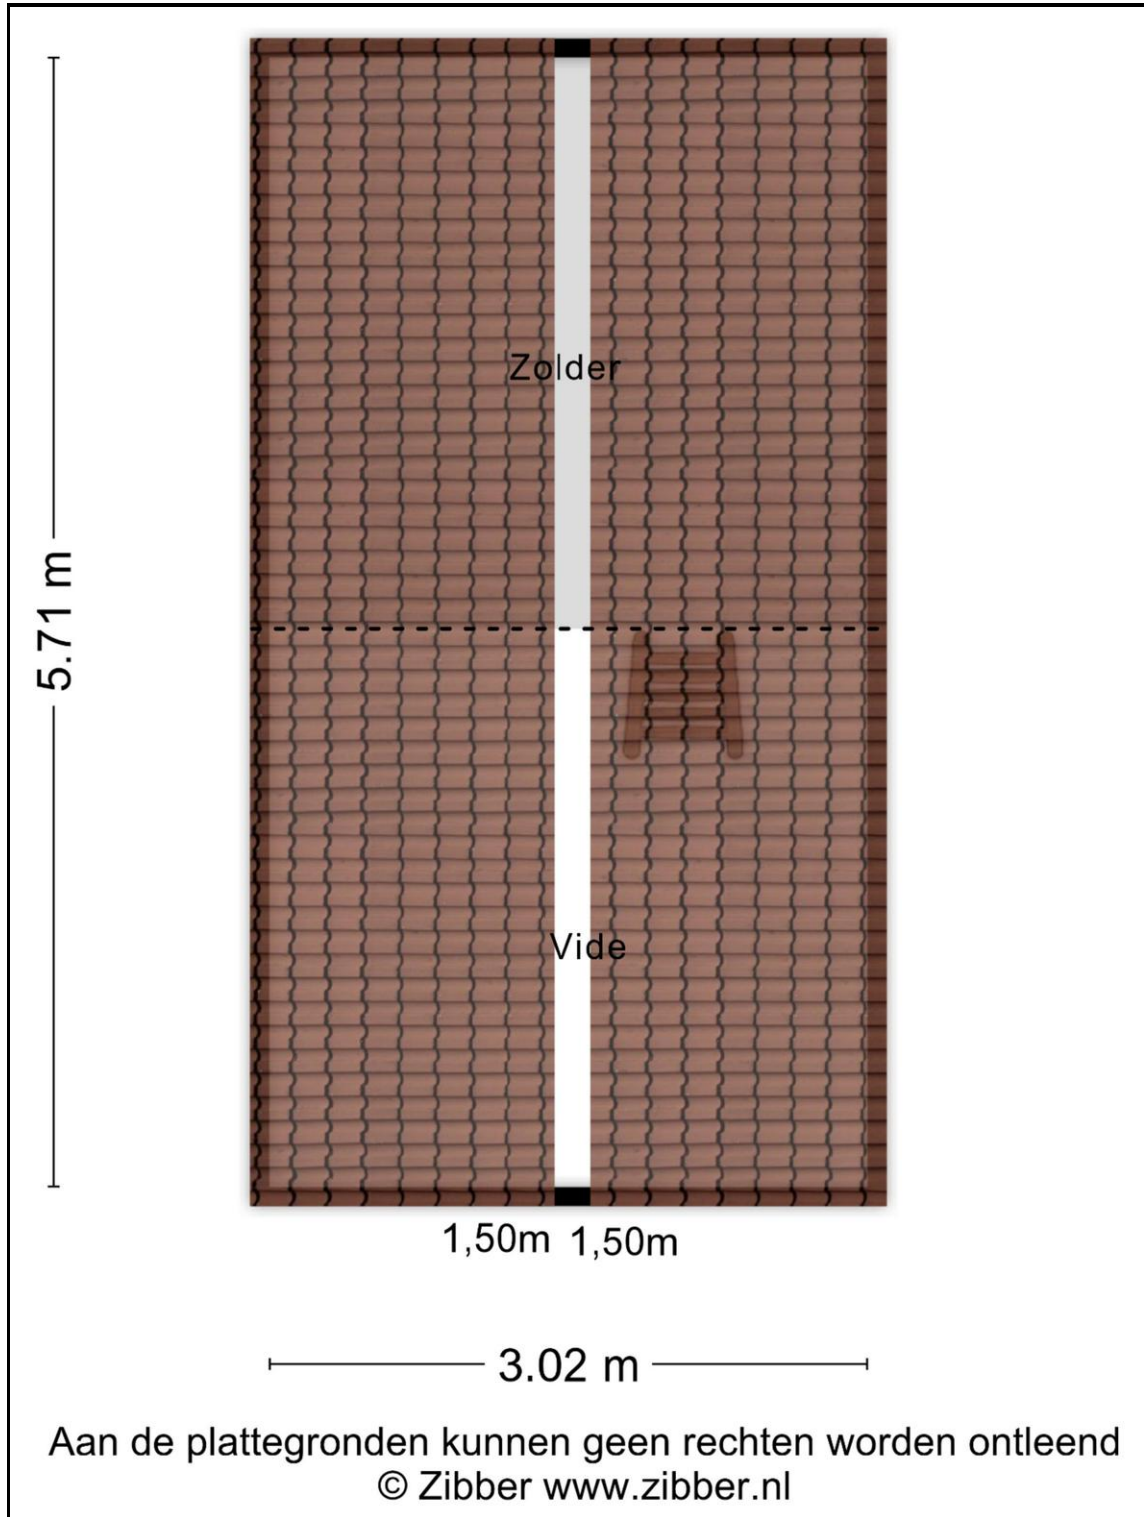 Zolder
5.71 m
Vide
1,50m 1,50m
3.02 m
Aan de plattegronden kunnen geen rechten worden ontleend
© Zibber www.zibber.nl